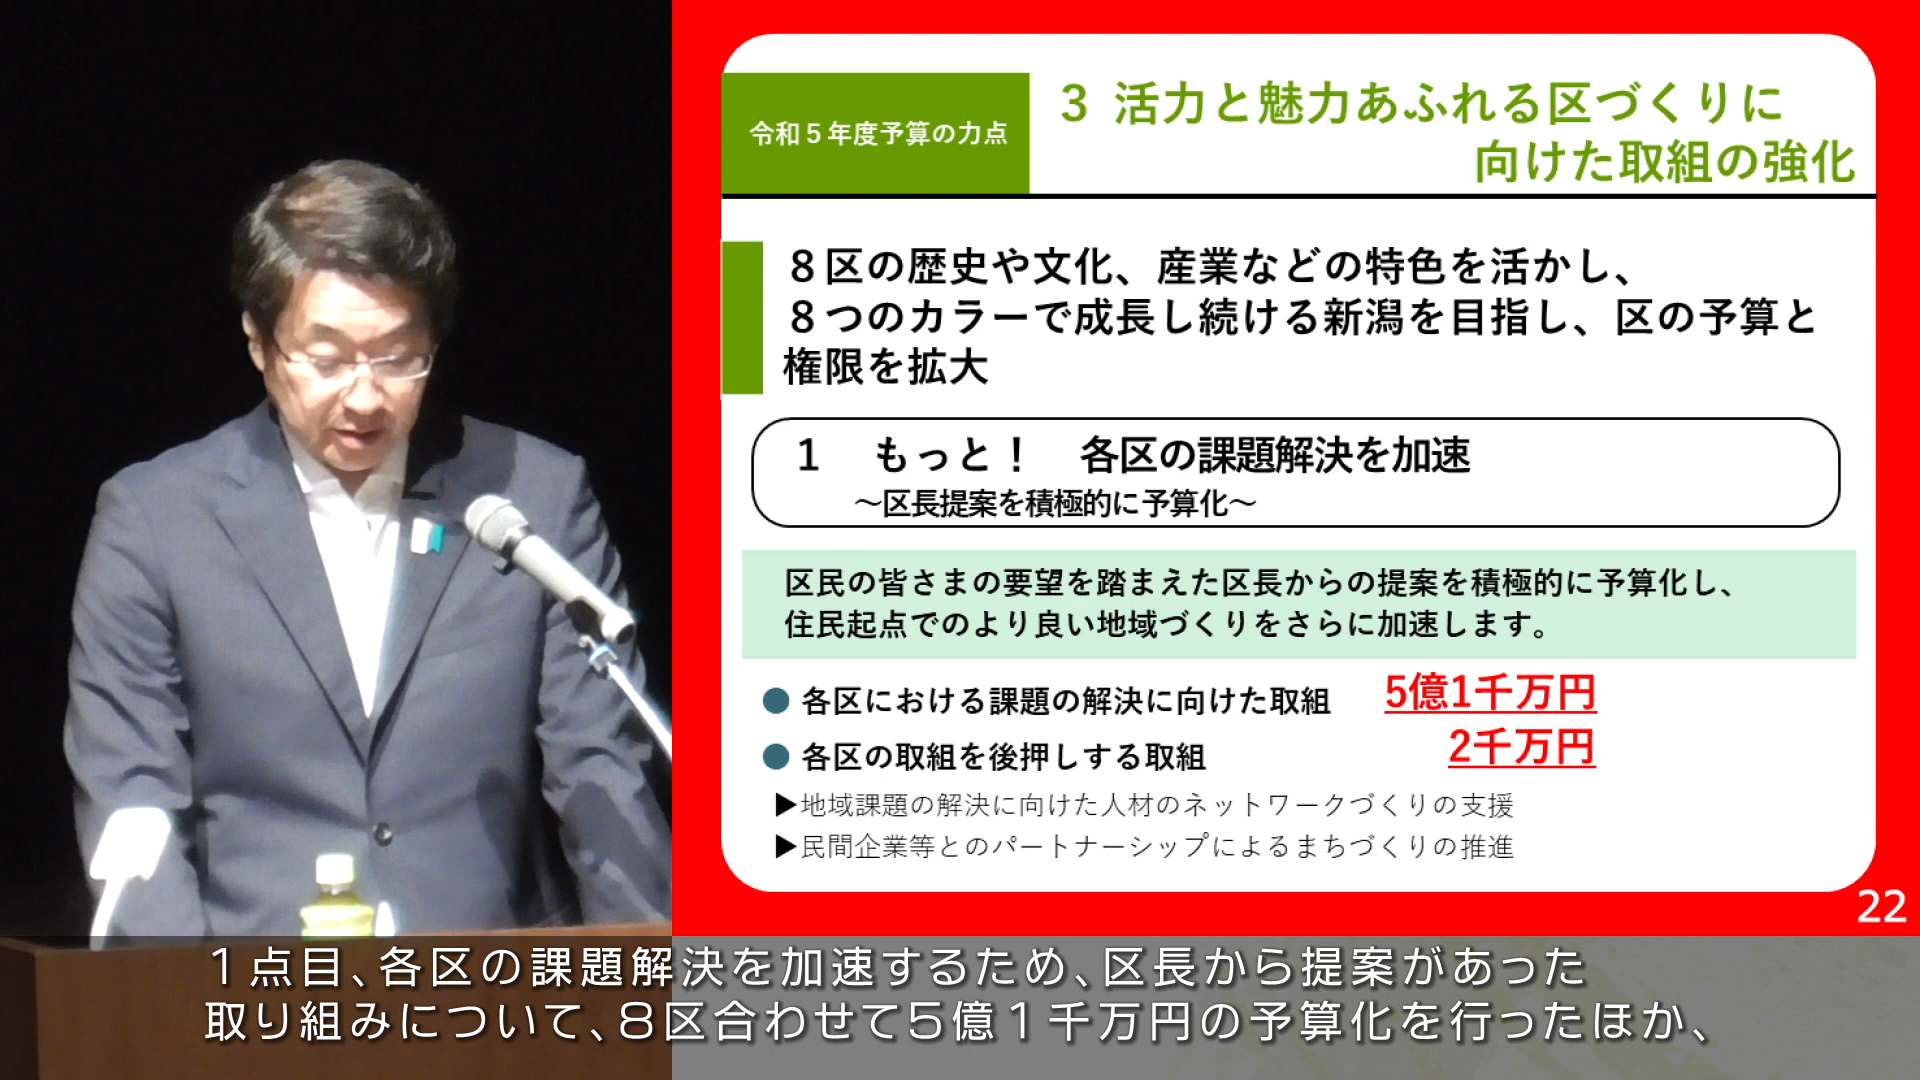 令和５年度予算の力点
3 活力と魅力あふれる区づくりに
向けた取組の強化
８区の歴史や文化、産業などの特色を活かし、
８つのカラーで成長し続ける新潟を目指し、区の予算と
権限を拡大
1 もっと！ 各区の課題解決を加速
～区長提案を積極的に予算化～
区民の皆さまの要望を踏まえた区長からの提案を積極的に予算化し、
住民起点でのより良い地域づくりをさらに加速します。
● 各区における課題の解決に向けた取組 5億1千万円
● 各区の取組を後押しする取組 2千万円
▶地域課題の解決に向けた人材のネットワークづくりの支援
▶民間企業等とのパートナーシップによるまちづくりの推進
22
１点目、各区の課題解決を加速するため、区長から提案があった
取り組みについて、８区合わせて５億１千万円の予算化を行ったほか、